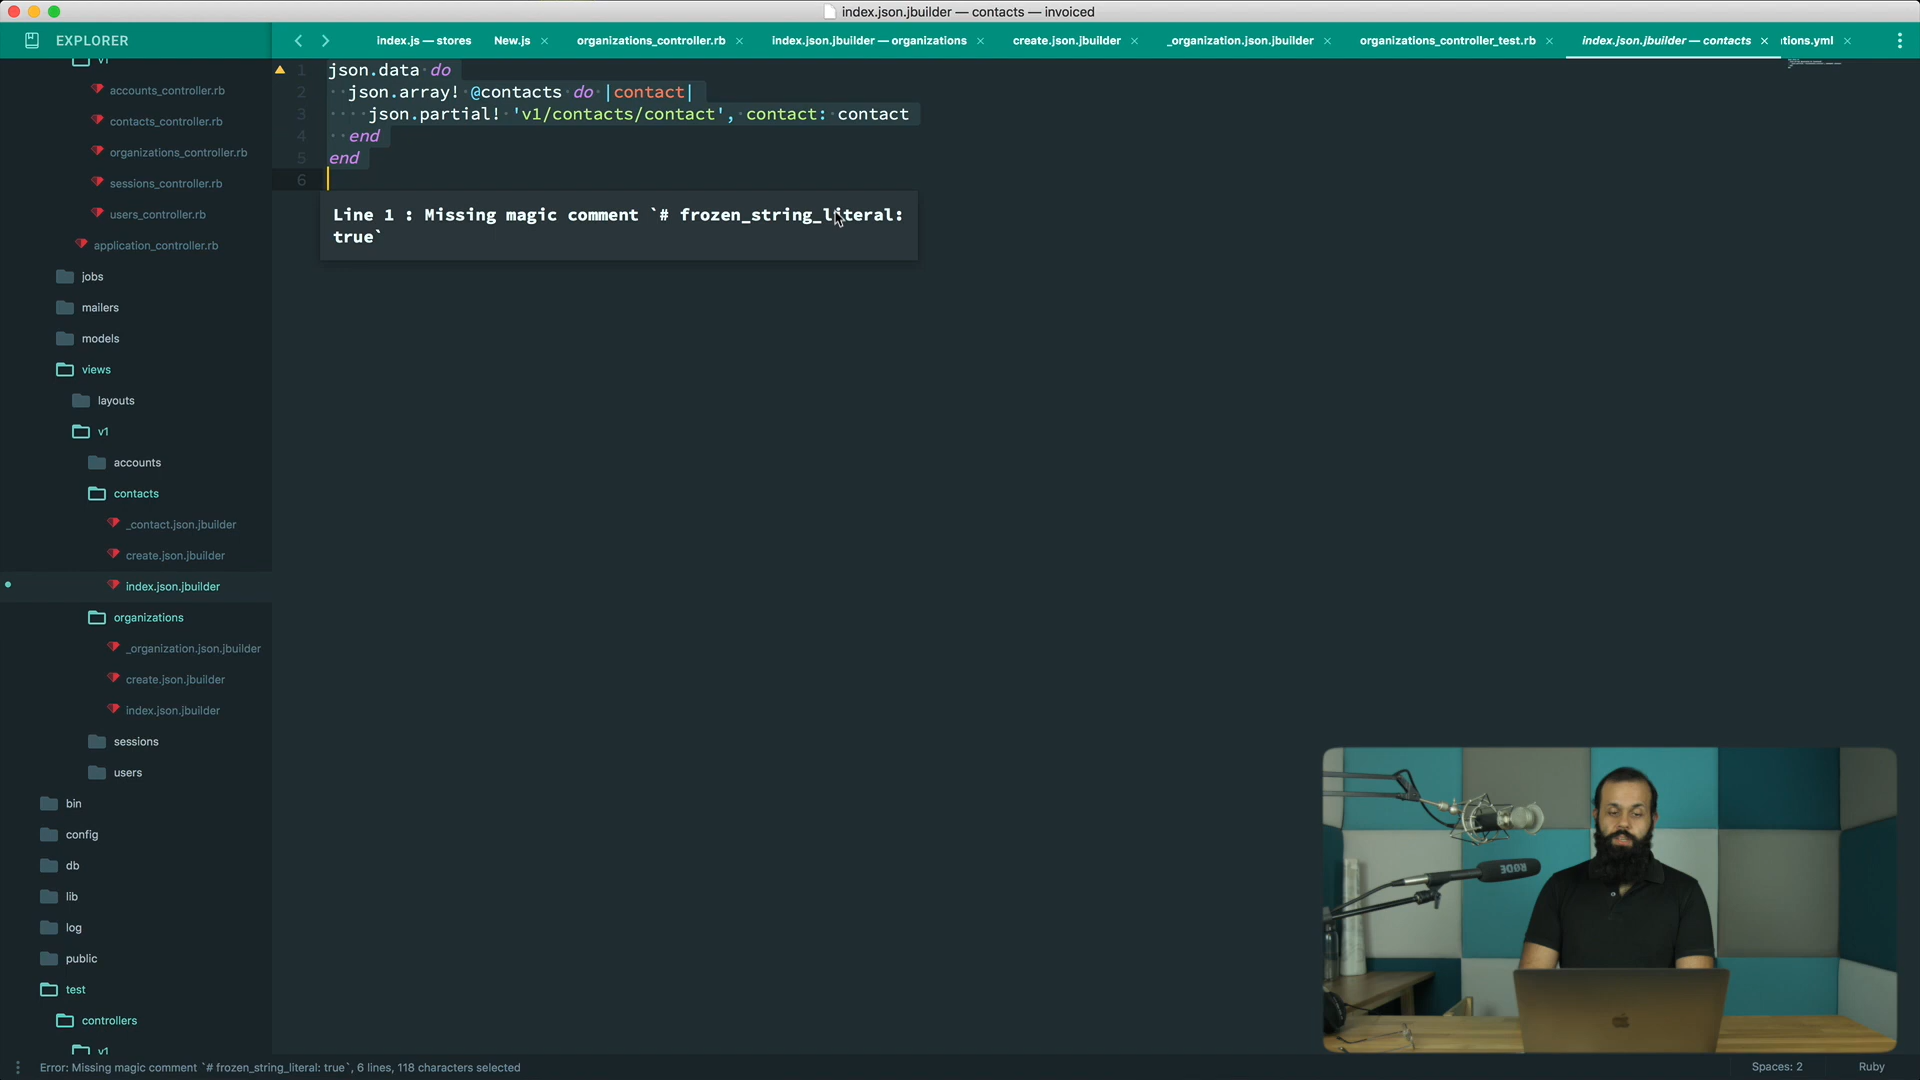 index.json.jbuilder — contacts — invoiced
EXPLORER
index.js — stores
New.js
organizations_controller.rb
index.json.jbuilder — organizations
create.json.jbuilder
_organization.json.jbuilder
organizations_controller_test.rb
index.json.jbuilder — contacts
tions.yml
v1
accounts_controller.rb
contacts_controller.rb
organizations_controller.rb
sessions_controller.rb
users_controller.rb
application_controller.rb
jobs
mailers
models
views
layouts
v1
accounts
contacts
_contact.json.jbuilder
create.json.jbuilder
index.json.jbuilder
organizations
_organization.json.jbuilder
create.json.jbuilder
index.json.jbuilder
sessions
users
bin
config
db
lib
log
public
test
controllers
v1
1 json.data do
2 json.array! @contacts do |contact|
3 json.partial! 'v1/contacts/contact', contact: contact
4 end
5 end
6
Line 1 : Missing magic comment `# frozen_string_literal:
true`
RØDE
Error: Missing magic comment `# frozen_string_literal: true`, 6 lines, 118 characters selected
Spaces: 2
Ruby